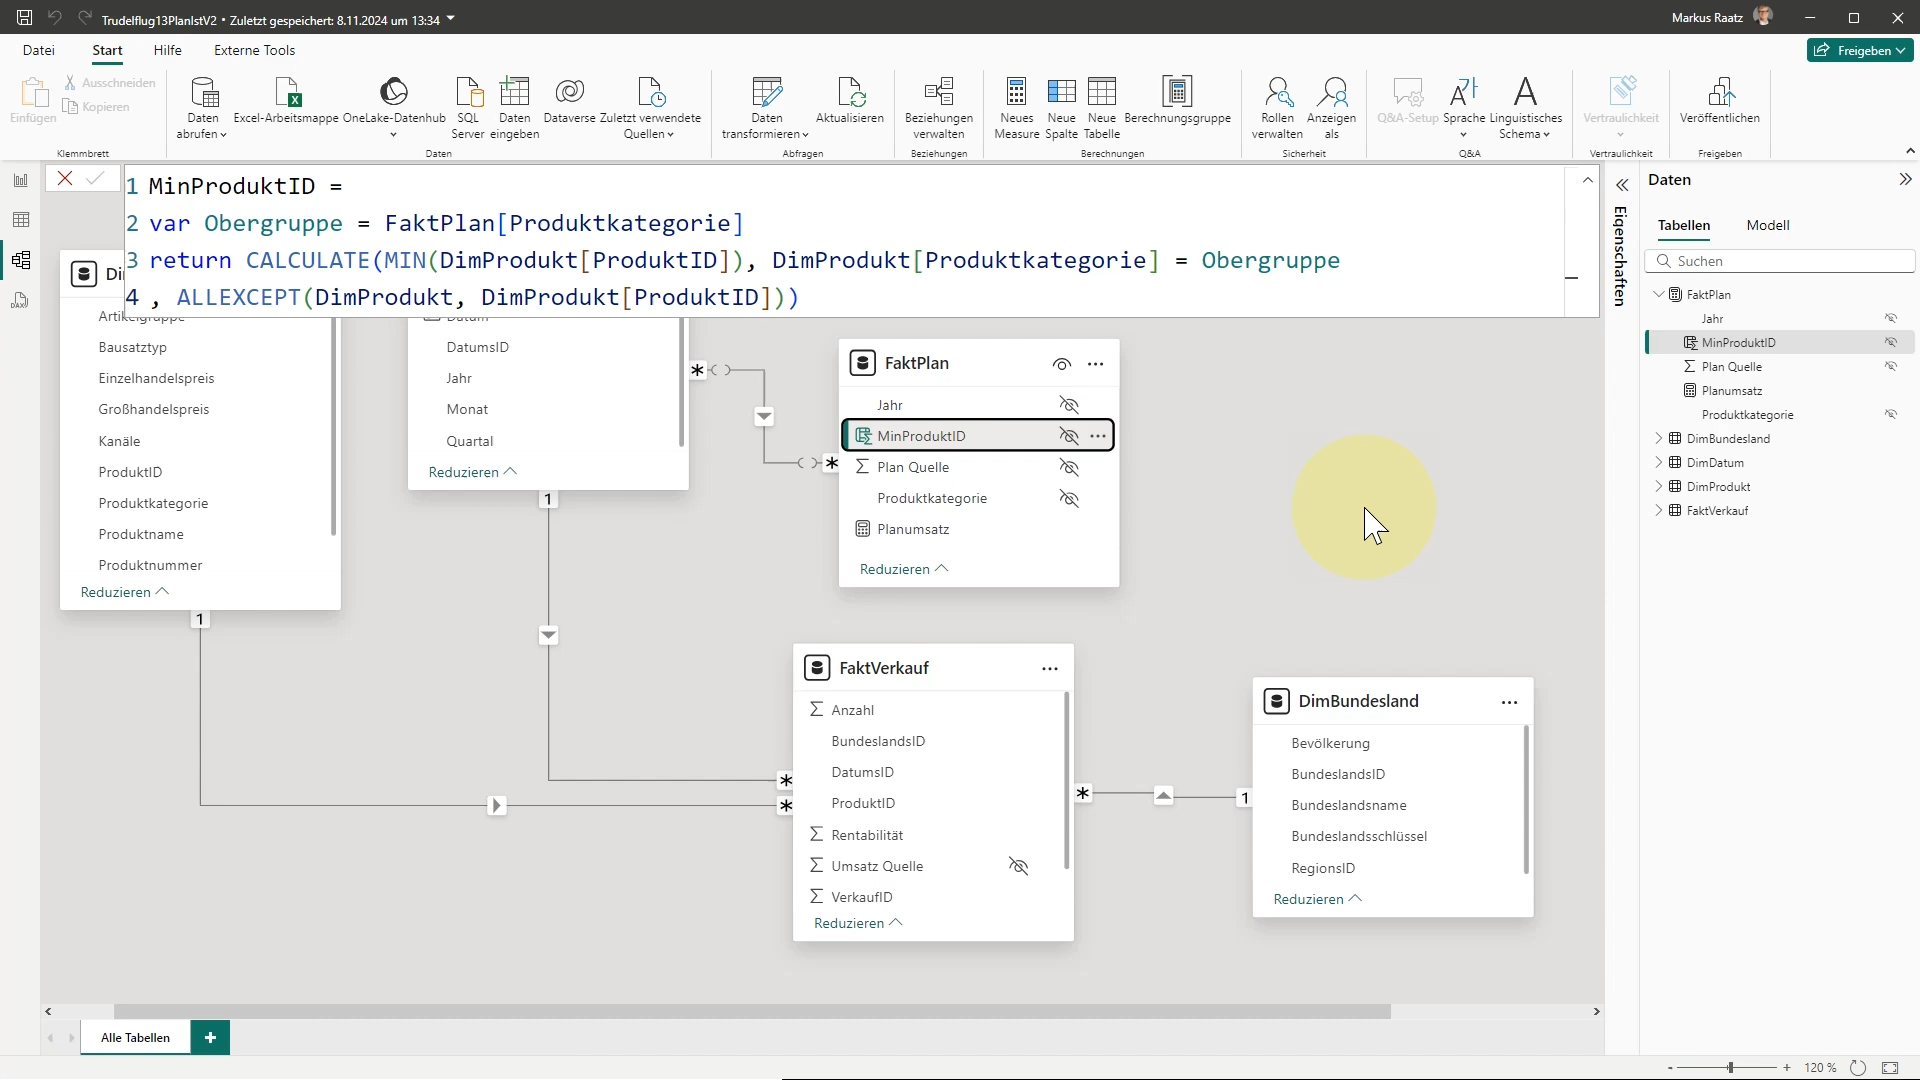 TrudelfIug13PlanIstV2 • Zuletzt gespeichert: 8.11.2024 um 13:34
Markus Raatz
Datei
Start
Hilfe
Externe Tools
Freigeben
Einfügen
Ausschneiden
Kopieren
Klemmbrett
Daten abrufen
Excel-Arbeitsmappe
OneLake-Datenhub
SQL Server
Daten eingeben
Dataverse
Zuletzt verwendete Quellen
Daten
Daten transformieren
Aktualisieren
Abfragen
Beziehungen verwalten
Beziehungen
Neues Measure
Neue Spalte
Neue Tabelle
Berechnungsgruppe
Berechnungen
Rollen verwalten
Anzeigen als
Sicherheit
Q&A-Setup
Sprache
Linguistisches Schema
Q&A
Vertraulichkeit
Vertraulichkeit
Veröffentlichen
Freigeben
1 MinProduktID =
2 var Obergruppe = FaktPlan[Produktkategorie]
3 return CALCULATE(MIN(DimProdukt[ProduktID]), DimProdukt[Produktkategorie] = Obergruppe
4 , ALLEXCEPT(DimProdukt, DimProdukt[ProduktID]))
Di
Artikelgruppe
Bausatztyp
Einzelhandelspreis
Großhandelspreis
Kanäle
ProduktID
Produktkategorie
Produktname
Produktnummer
Reduzieren
1
Datum
DatumsID
Jahr
Monat
Quartal
Reduzieren
1
*
*
FaktPlan
Jahr
MinProduktID
Plan Quelle
Produktkategorie
Planumsatz
Reduzieren
FaktVerkauf
Anzahl
BundeslandsID
DatumsID
ProduktID
Rentabilität
Umsatz Quelle
VerkaufID
Reduzieren
*
*
*
1
DimBundesland
Bevölkerung
BundeslandsID
Bundeslandsname
Bundeslandsschlüssel
RegionsID
Reduzieren
Eigenschaften
Daten
Tabellen
Modell
Suchen
FaktPlan
Jahr
MinProduktID
Plan Quelle
Planumsatz
Produktkategorie
DimBundesland
DimDatum
DimProdukt
FaktVerkauf
Alle Tabellen
+
- + 120 %